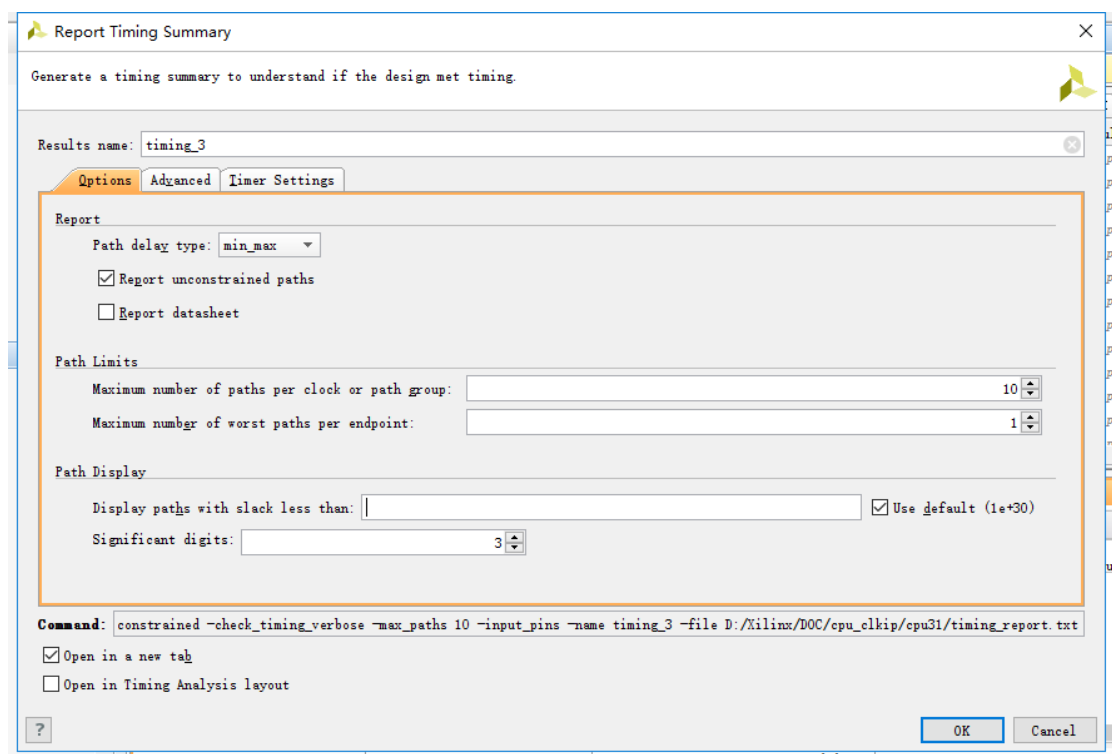 Report Timing Summary
Generate a timing summary to understand if the design met timing.
Results name: timing_3
Options Advanced Timer Settings
Report
Path delay type: min_max
Report unconstrained paths
Report datasheet
Path Limits
Maximum number of paths per clock or path group: 10
Maximum number of worst paths per endpoint: 1
Path Display
Display paths with slack less than: Use default (1e+30)
Significant digits: 3
Command: constrained -check_timing_verbose -max_paths 10 -input_pins -name timing_3 -file D:/Xilinx/DOC/cpu_clkip/cpu31/timing_report.txt
Open in a new tab
Open in Timing Analysis layout
? OK Cancel